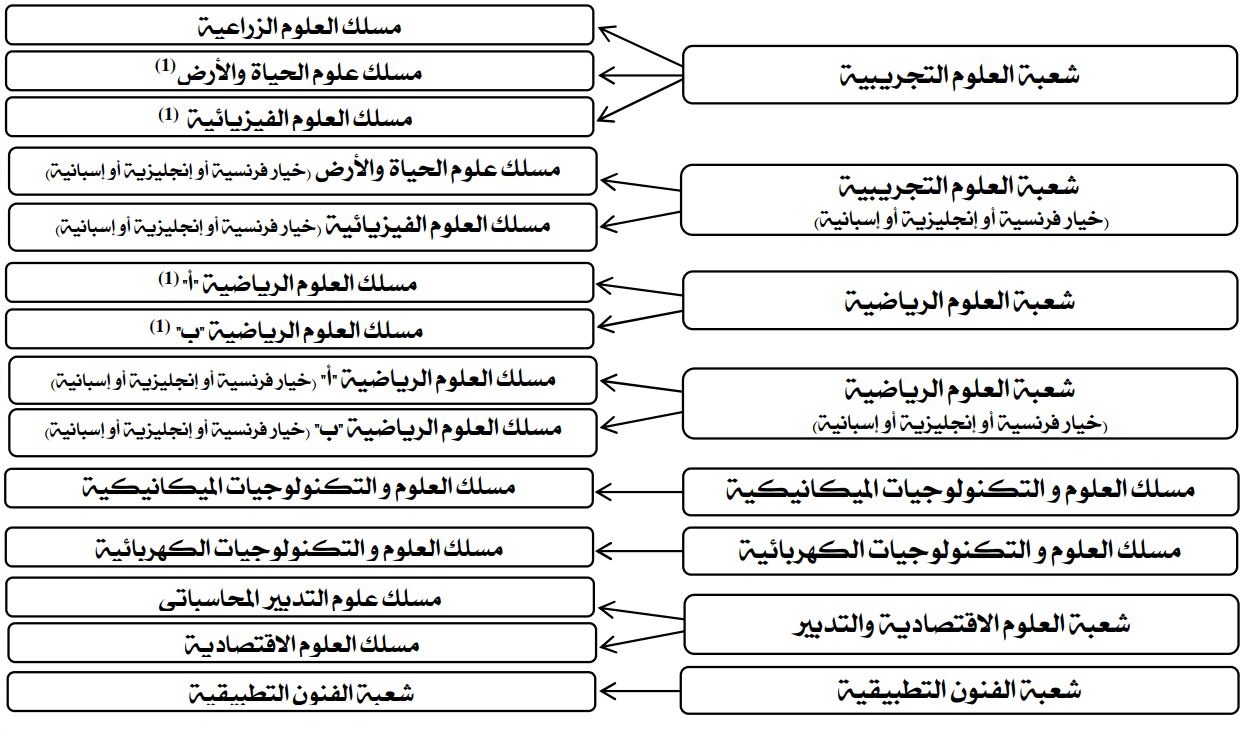 شعبة العلوم التجريبية
مسلك العلوم الزراعية
مسلك علوم الحياة والأرض (1)
مسلك العلوم الفيزيائية (1)
شعبة العلوم التجريبية
(خيار فرنسية أو إنجليزية أو إسبانية)
مسلك علوم الحياة والأرض (خيار فرنسية أو إنجليزية أو إسبانية)
مسلك العلوم الفيزيائية (خيار فرنسية أو إنجليزية أو إسبانية)
شعبة العلوم الرياضية
مسلك العلوم الرياضية "أ" (1)
مسلك العلوم الرياضية "ب" (1)
شعبة العلوم الرياضية
(خيار فرنسية أو إنجليزية أو إسبانية)
مسلك العلوم الرياضية "أ" (خيار فرنسية أو إنجليزية أو إسبانية)
مسلك العلوم الرياضية "ب" (خيار فرنسية أو إنجليزية أو إسبانية)
مسلك العلوم و التكنولوجيات الميكانيكية
مسلك العلوم و التكنولوجيات الميكانيكية
مسلك العلوم و التكنولوجيات الكهربائية
مسلك العلوم و التكنولوجيات الكهربائية
شعبة العلوم الاقتصادية والتدبير
مسلك علوم التدبير المحاسباتي
مسلك العلوم الاقتصادية
شعبة الفنون التطبيقية
شعبة الفنون التطبيقية